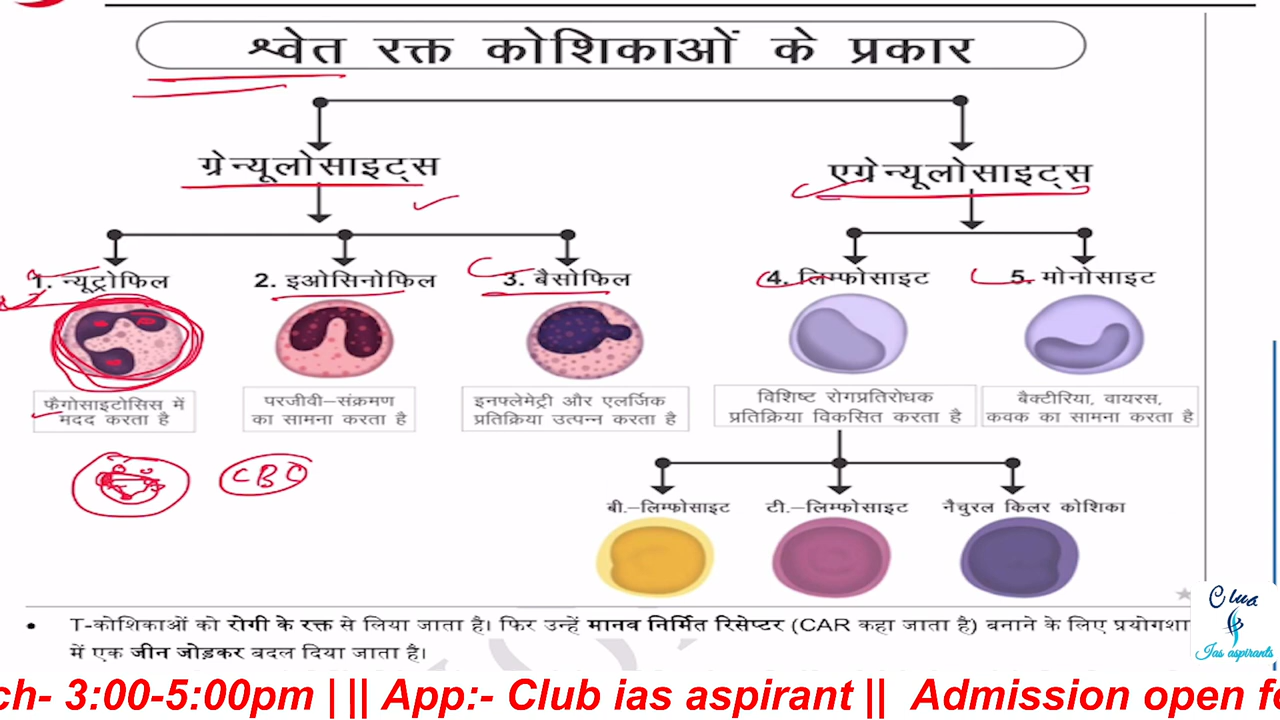 श्वेत रक्त कोशिकाओं के प्रकार
ग्रेन्यूलोसाइट्स
एग्रेन्यूलोसाइट्स
1. न्यूट्रोफिल
2. इओसिनोफिल
3. बैसोफिल
4. लिम्फोसाइट
5. मोनोसाइट
फैगोसाइटोसिस में
मदद करता है
परजीवी–संक्रमण
का सामना करता है
इनफ्लेमेट्री और एलर्जिक
प्रतिक्रिया उत्पन्न करता है
विशिष्ट रोगप्रतिरोधक
प्रतिक्रिया विकसित करता है
बैक्टीरिया, वायरस,
कवक का सामना करता है
CBC
बी.–लिम्फोसाइट
टी.–लिम्फोसाइट
नैचुरल किलर कोशिका
• T-कोशिकाओं को रोगी के रक्त से लिया जाता है। फिर उन्हें मानव निर्मित रिसेप्टर (CAR कहा जाता है) बनाने के लिए प्रयोगशा
में एक जीन जोड़कर बदल दिया जाता है।
Club
Ias aspirants
ch- 3:00-5:00pm | || App:- Club ias aspirant || Admission open fo